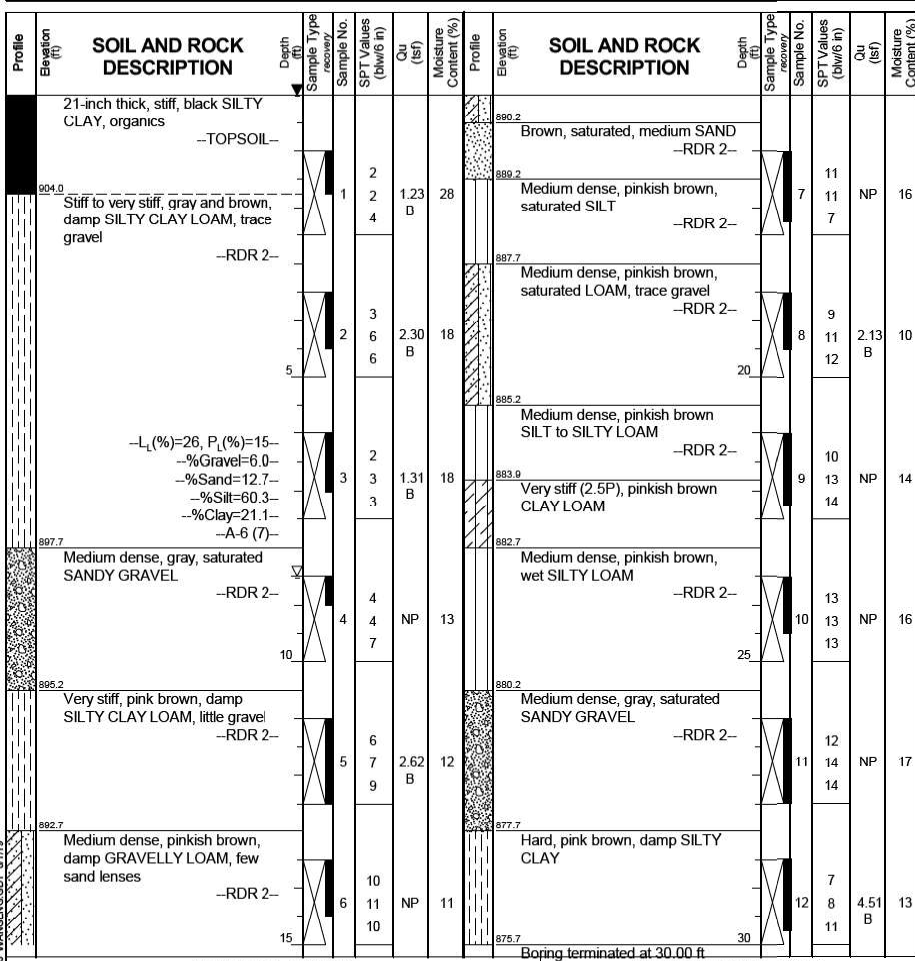 Profile
Elevation
(ft)
SOIL AND ROCK
DESCRIPTION
Depth
(ft)
Sample Type
recovery
Sample No.
SPT Values
(blw/6 in)
Qu
(tsf)
Moisture
Content (%)
21-inch thick, stiff, black SILTY
CLAY, organics
--TOPSOIL--
904.0
Stiff to very stiff, gray and brown,
damp SILTY CLAY LOAM, trace
gravel
--RDR 2--
1
2
2
4
1.23
B
28
2
3
6
6
2.30
B
18
5
--LL(%)=26, PL(%)=15--
--%Gravel=6.0--
--%Sand=12.7--
--%Silt=60.3--
--%Clay=21.1--
--A-6 (7)--
3
2
3
3
1.31
B
18
897.7
Medium dense, gray, saturated
SANDY GRAVEL
--RDR 2--
4
4
4
7
NP
13
10
895.2
Very stiff, pink brown, damp
SILTY CLAY LOAM, little gravel
--RDR 2--
5
6
7
9
2.62
B
12
892.7
Medium dense, pinkish brown,
damp GRAVELLY LOAM, few
sand lenses
--RDR 2--
6
10
11
10
NP
11
15
Profile
Elevation
(ft)
SOIL AND ROCK
DESCRIPTION
Depth
(ft)
Sample Type
recovery
Sample No.
SPT Values
(blw/6 in)
Qu
(tsf)
Moisture
Content (%)
890.2
Brown, saturated, medium SAND
--RDR 2--
889.2
Medium dense, pinkish brown,
saturated SILT
--RDR 2--
7
11
11
7
NP
16
887.7
Medium dense, pinkish brown,
saturated LOAM, trace gravel
--RDR 2--
8
9
11
12
2.13
B
10
20
885.2
Medium dense, pinkish brown
SILT to SILTY LOAM
--RDR 2--
883.9
Very stiff (2.5P), pinkish brown
CLAY LOAM
9
10
13
14
NP
14
882.7
Medium dense, pinkish brown,
wet SILTY LOAM
--RDR 2--
10
13
13
13
NP
16
25
880.2
Medium dense, gray, saturated
SANDY GRAVEL
--RDR 2--
11
12
14
14
NP
17
877.7
Hard, pink brown, damp SILTY
CLAY
12
7
8
11
4.51
B
13
30
875.7
Boring terminated at 30.00 ft